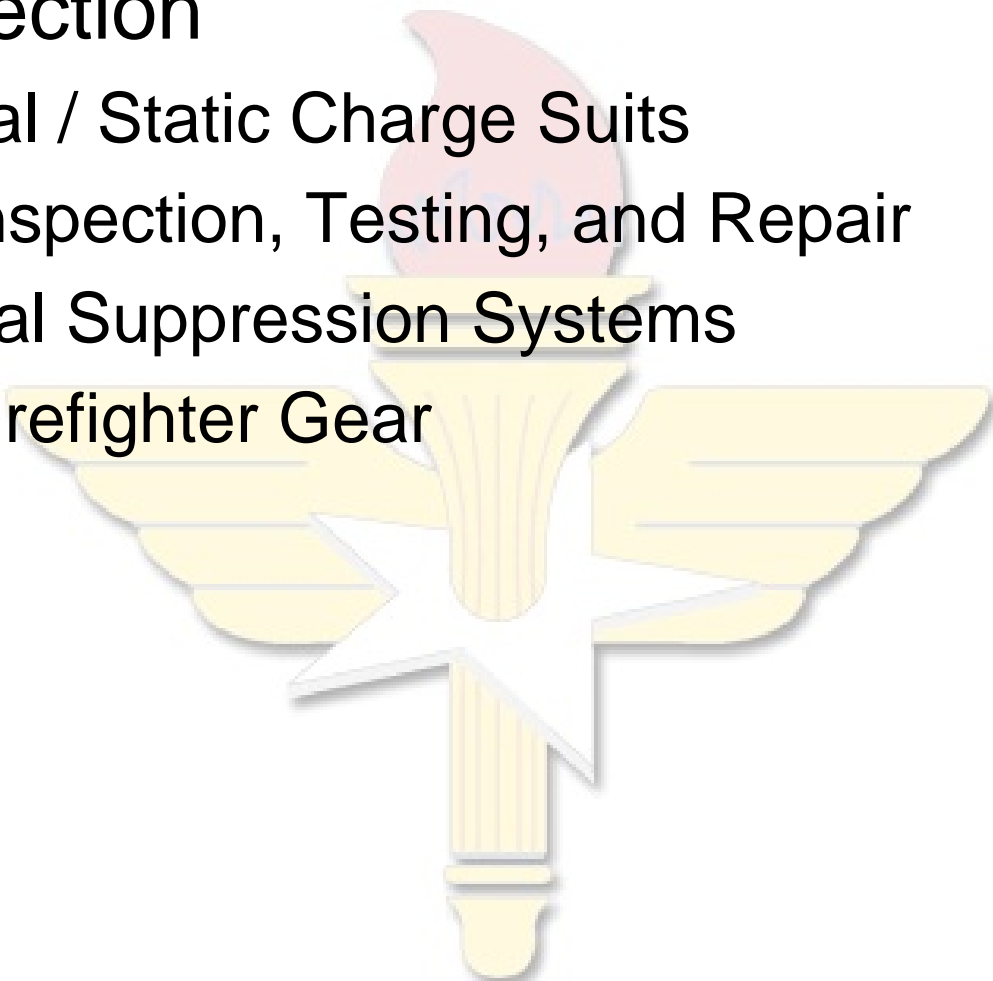 ection
al / Static Charge Suits
nspection, Testing, and Repair
al Suppression Systems
refighter Gear